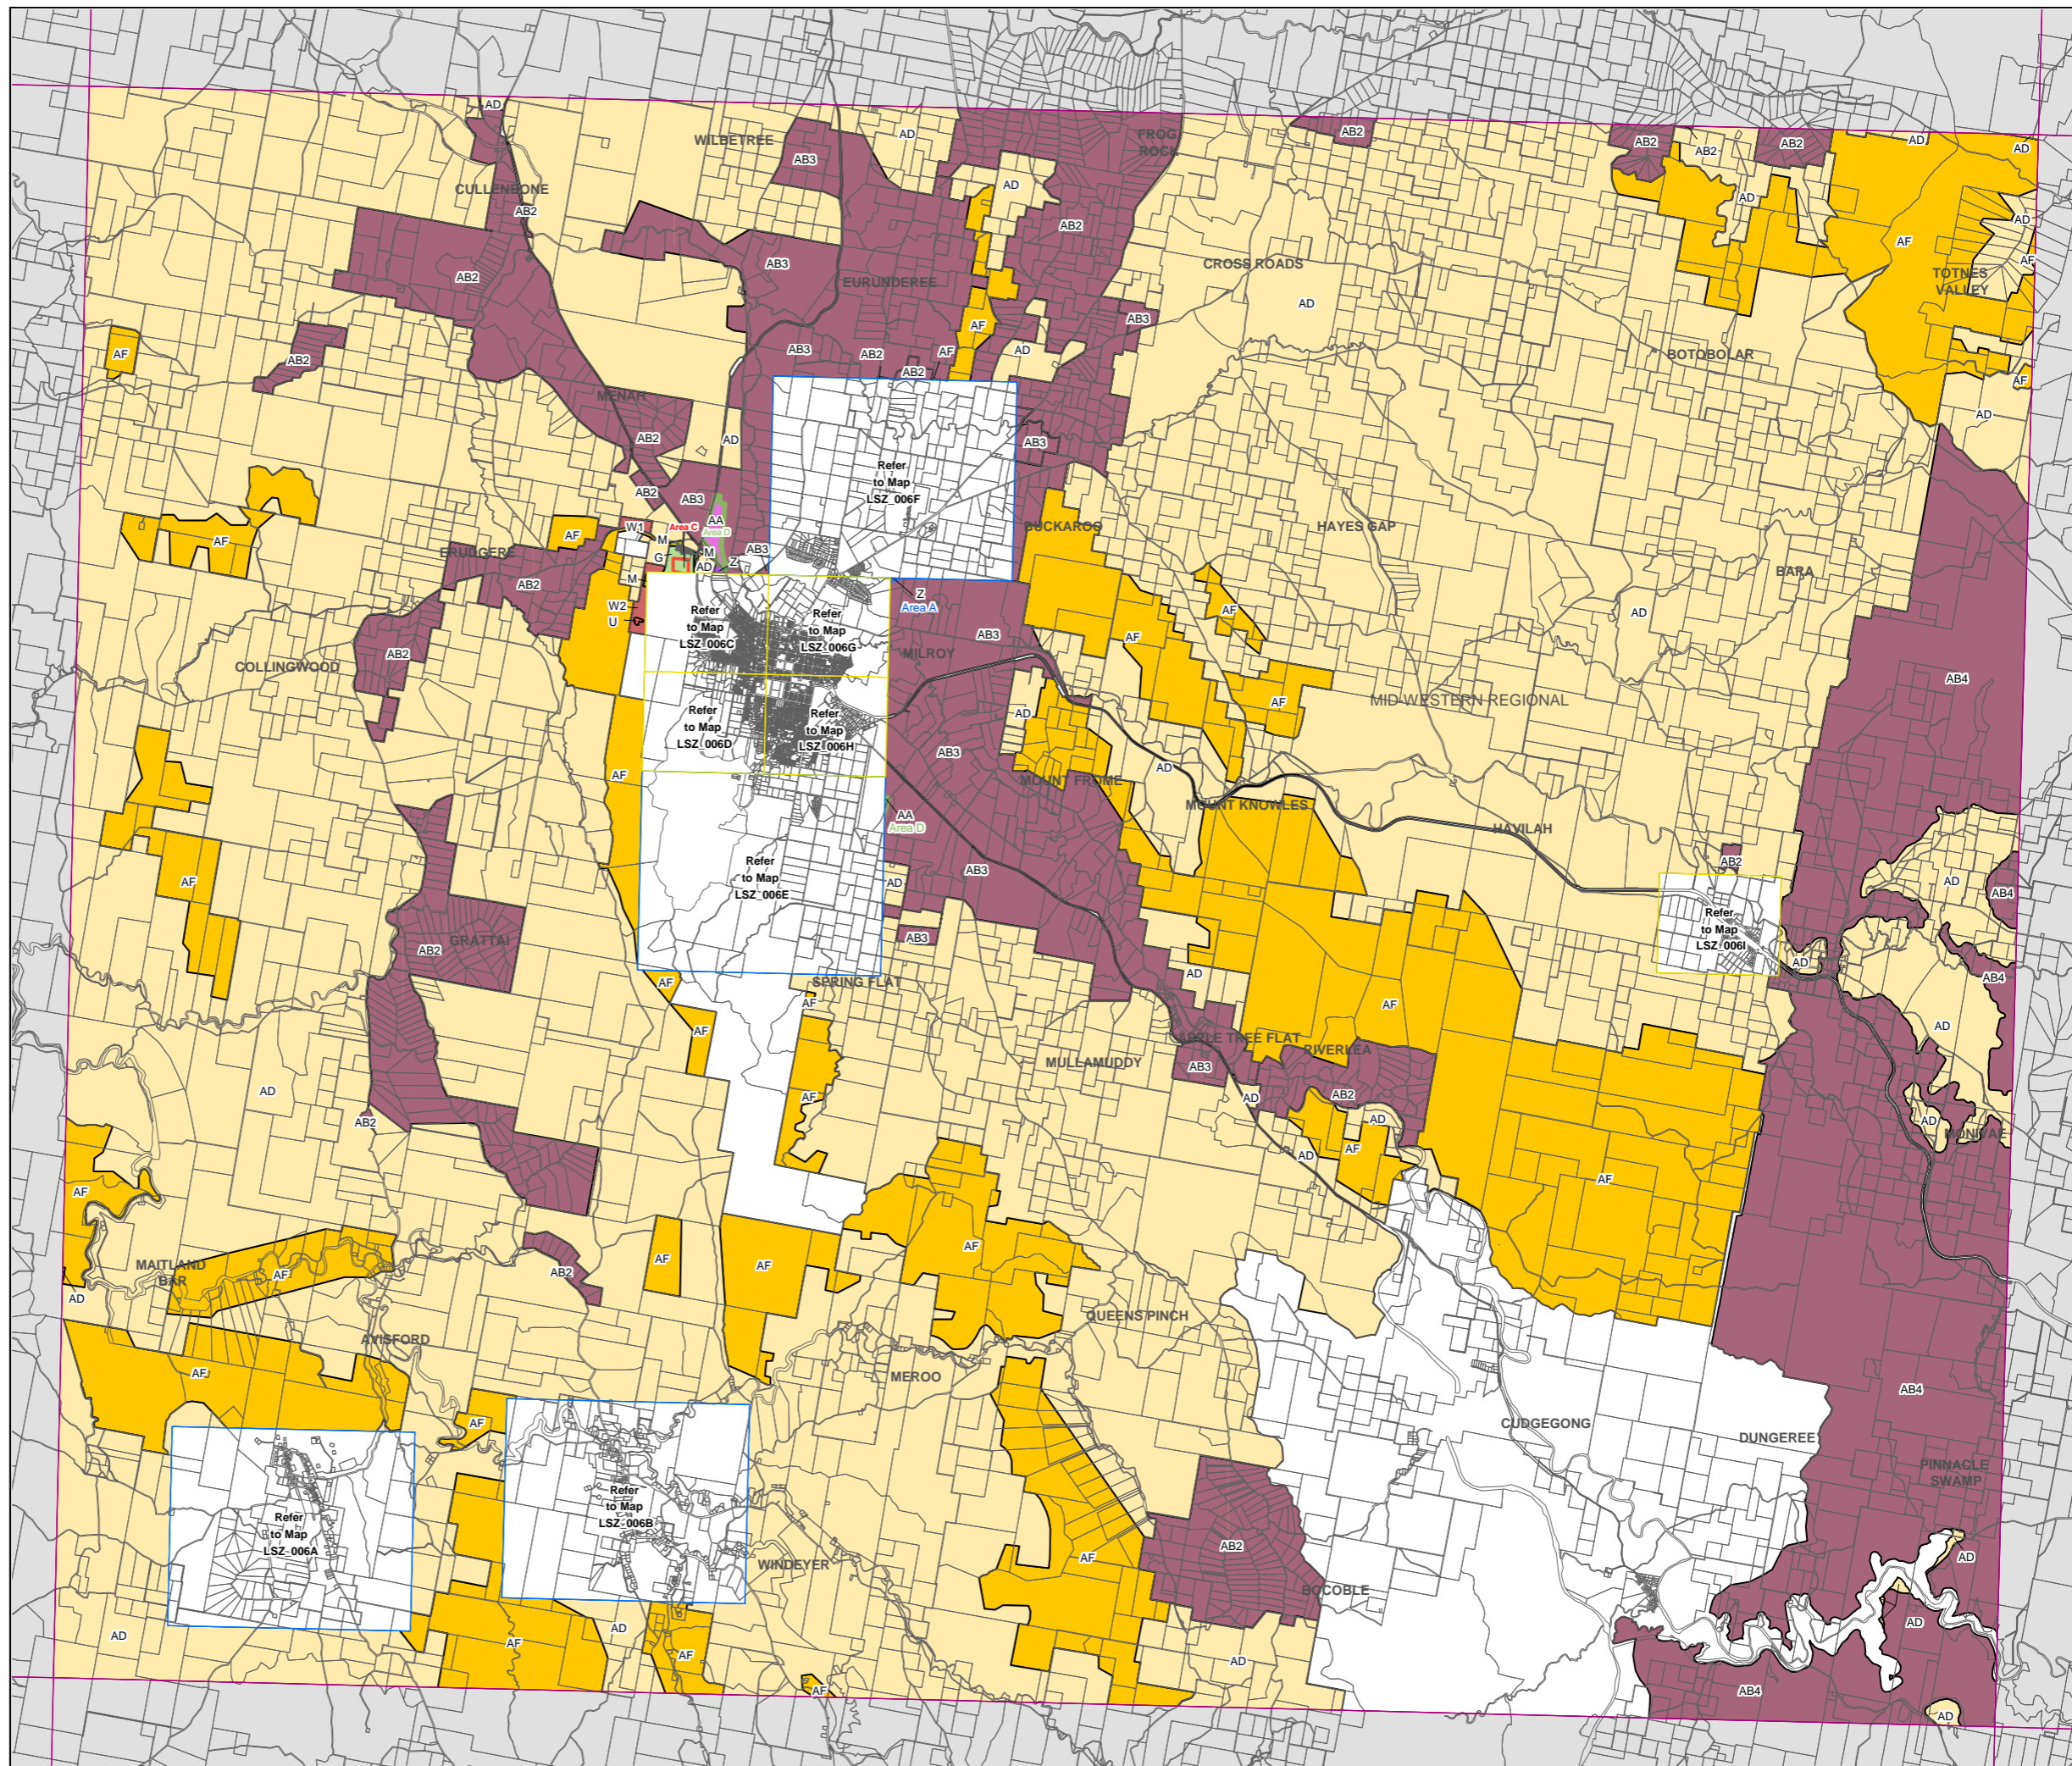 AD
WILBETREE
AD
FROG
ROCK
AB2
AB2
AB2
AB2
AD
AD
AB3
CULLENBONE
AD
AD
AB2
AB2
AD
AF
CROSS ROADS
AB3
AB2
EURUNDEREE
AD
AF
TOTNES
VALLEY
AB3
AF
AB3
AB2
AF
AD
BOTOBOLAR
AF
AB2
AB2
AF
MENAH
AD
AB2
AD
AB3
Refer
to Map
LSZ_006F
AB2
AB3
AA
Area D
Area C
W1
M
G
M
AD
Z
AB3
AF
BUCKAROO
HAYES GAP
AF
ERUDGERE
AB2
M
W2
U
Z
Area A
BARA
AF
AD
Refer
to Map
LSZ_006C
Refer
to Map
LSZ_006G
AB3
MILROY
AF
AB2
COLLINGWOOD
AB4
MID-WESTERN REGIONAL
AF
Refer
to Map
LSZ_006D
Refer
to Map
LSZ_006H
AD
AB3
AD
AF
MOUNT FROME
MOUNT KNOWLES
AA
Area D
HAVILAH
Refer
to Map
LSZ_006E
AB3
AD
AF
AB2
AD
AB4
Refer
to Map
LSZ_006I
AB3
GRATTAI
AB2
AD
AD
AB4
SPRING FLAT
AF
AF
AF
AF
AD
APPLE TREE FLAT
RIVERLEA
MULLAMUDDY
AB3
AD
AB2
AD
AF
AB2
AD
AD
MONIVAE
AD
AF
AF
AF
AF
AF
AF
AB2
MAITLAND
BAR
AF
AD
QUEENS PINCH
AVISFORD
AF
MEROO
AB4
AF
CUDGEGONG
DUNGEREE
PINNACLE
SWAMP
Refer
to Map
LSZ_006A
Refer
to Map
LSZ_006B
WINDEYER
AF
AB2
BOCOBLE
AD
AD
AD
AF
AD
AF
AD
AF
AB4
AD